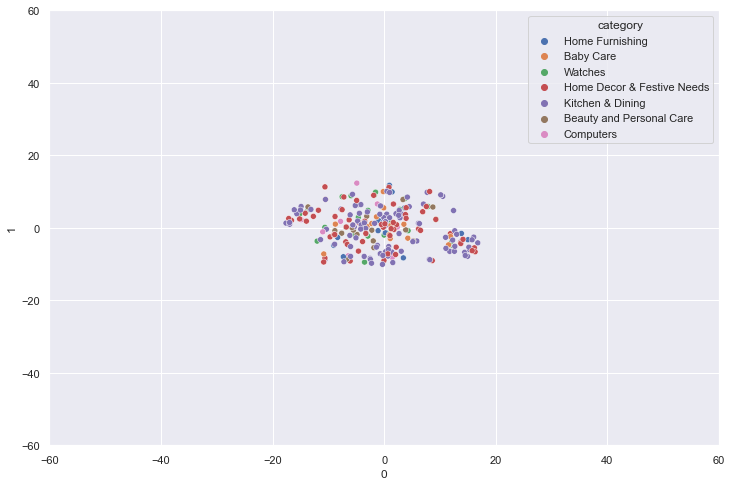 60
40
20
0
−20
−40
−60
1
−60
−40
−20
0
20
40
60
0
category
Home Furnishing
Baby Care
Watches
Home Decor & Festive Needs
Kitchen & Dining
Beauty and Personal Care
Computers